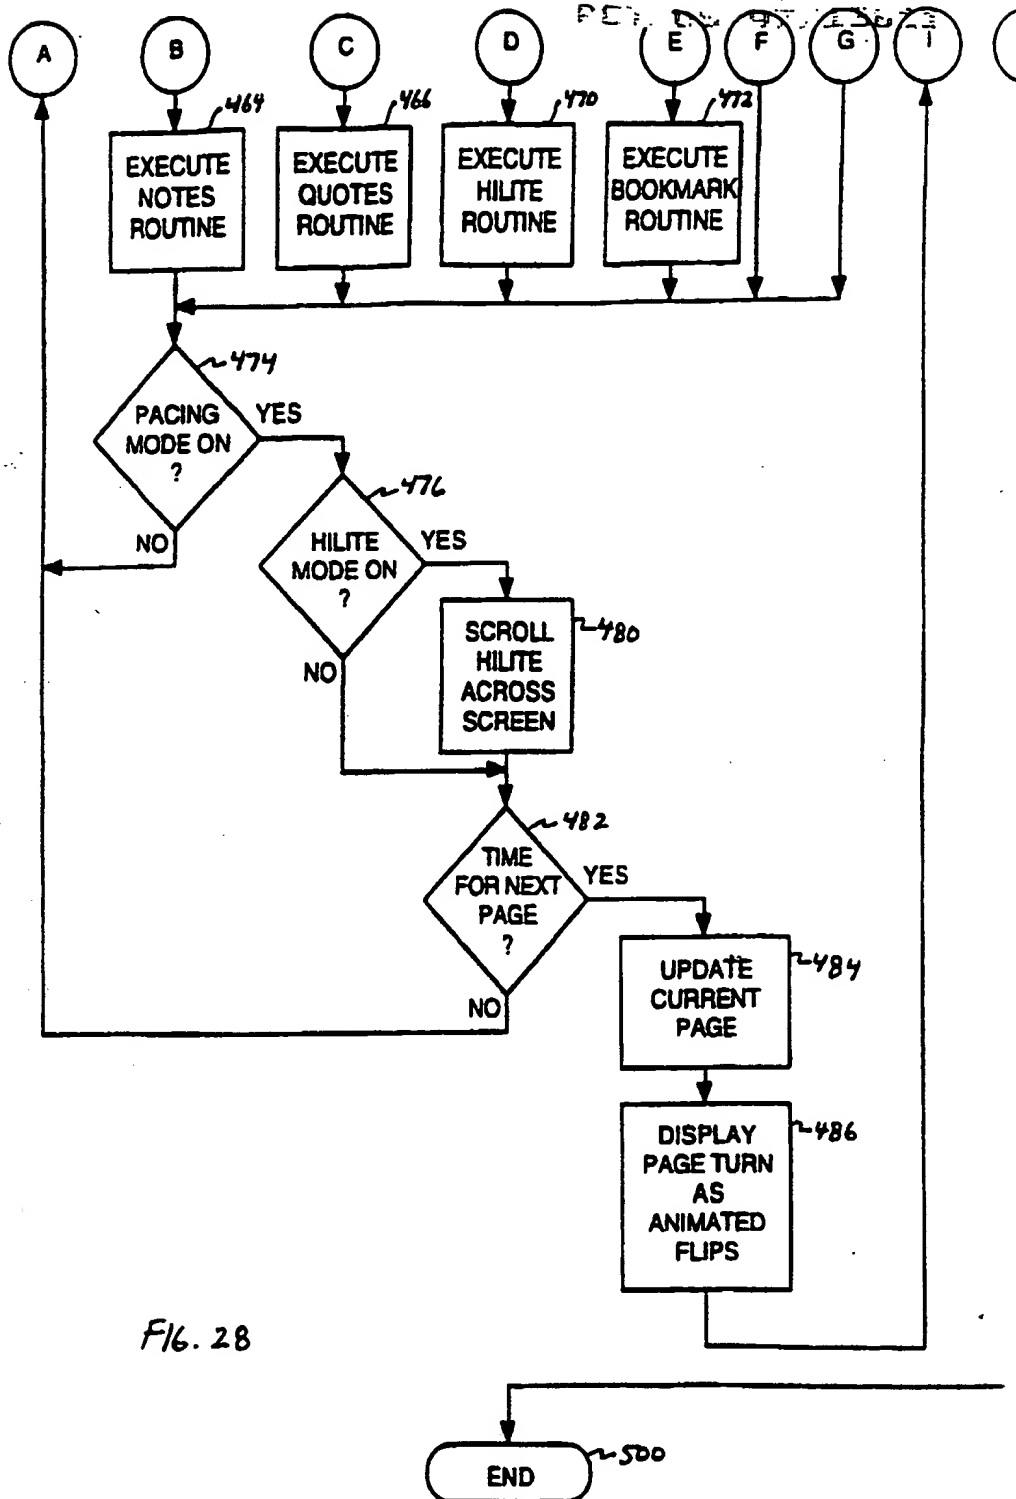 A
B
C
D
E
F
G
I
464
466
470
472
EXECUTE
NOTES
ROUTINE
EXECUTE
QUOTES
ROUTINE
EXECUTE
HILITE
ROUTINE
EXECUTE
BOOKMARK
ROUTINE
474
PACING
MODE ON
?
YES
NO
476
HILITE
MODE ON
?
YES
NO
480
SCROLL
HILITE
ACROSS
SCREEN
482
TIME
FOR NEXT
PAGE
?
YES
NO
484
UPDATE
CURRENT
PAGE
486
DISPLAY
PAGE TURN
AS
ANIMATED
FLIPS
FIG. 28
500
END